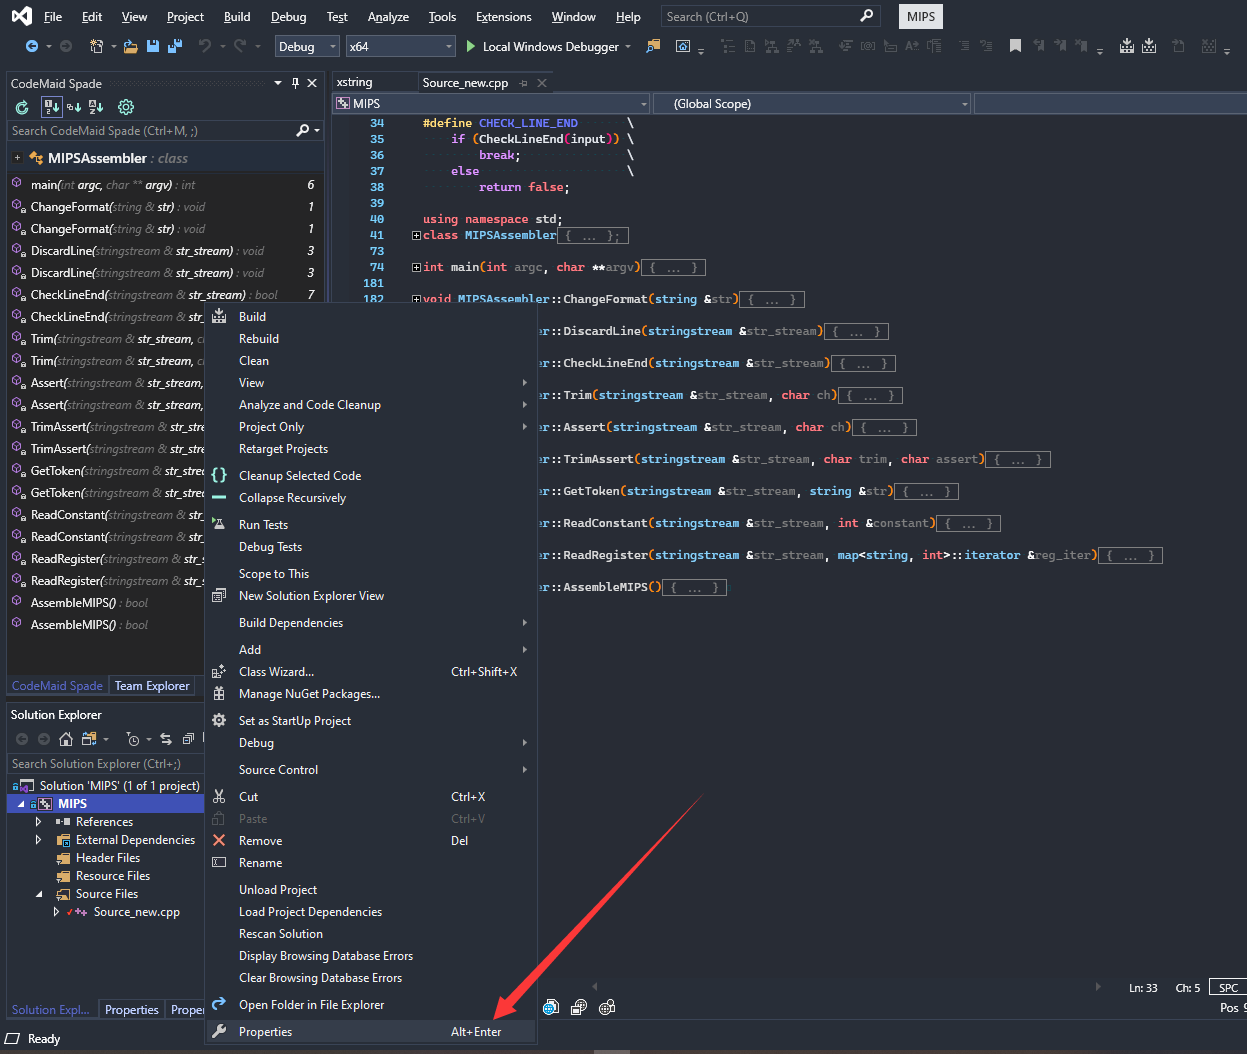 File Edit View Project Build Debug Test Analyze Tools Extensions Window Help Search (Ctrl+Q) MIPS
Debug x64 Local Windows Debugger
CodeMaid Spade
Search CodeMaid Spade (Ctrl+M, ;)
MIPSAssembler : class
main(int argc, char ** argv) : int 6
ChangeFormat(string & str) : void 1
ChangeFormat(string & str) : void 1
DiscardLine(stringstream & str_stream) : void 3
DiscardLine(stringstream & str_stream) : void 3
CheckLineEnd(stringstream & str_stream) : bool 7
CheckLineEnd(stringstream & str_
Trim(stringstream & str_stream, c
Trim(stringstream & str_stream, c
Assert(stringstream & str_stream,
Assert(stringstream & str_stream,
TrimAssert(stringstream & str_stre
TrimAssert(stringstream & str_stre
GetToken(stringstream & str_strea
GetToken(stringstream & str_strea
ReadConstant(stringstream & str_
ReadConstant(stringstream & str_
ReadRegister(stringstream & str_s
ReadRegister(stringstream & str_s
AssembleMIPS() : bool
AssembleMIPS() : bool
CodeMaid Spade Team Explorer
Solution Explorer
Search Solution Explorer (Ctrl+;)
Solution 'MIPS' (1 of 1 project)
MIPS
References
External Dependencies
Header Files
Resource Files
Source Files
Source_new.cpp
Solution Expl... Properties Proper
Ready
xstring Source_new.cpp
MIPS (Global Scope)
34 #define CHECK_LINE_END \
35 if (CheckLineEnd(input)) \
36 break; \
37 else \
38 return false;
39
40 using namespace std;
41 class MIPSAssembler { ... };
73
74 int main(int argc, char **argv) { ... }
181
182 void MIPSAssembler::ChangeFormat(string &str) { ... }
er::DiscardLine(stringstream &str_stream) { ... }
er::CheckLineEnd(stringstream &str_stream) { ... }
er::Trim(stringstream &str_stream, char ch) { ... }
er::Assert(stringstream &str_stream, char ch) { ... }
er::TrimAssert(stringstream &str_stream, char trim, char assert) { ... }
er::GetToken(stringstream &str_stream, string &str) { ... }
er::ReadConstant(stringstream &str_stream, int &constant) { ... }
er::ReadRegister(stringstream &str_stream, map<string, int>::iterator &reg_iter) { ... }
er::AssembleMIPS() { ... }
Build
Rebuild
Clean
View
Analyze and Code Cleanup
Project Only
Retarget Projects
Cleanup Selected Code
Collapse Recursively
Run Tests
Debug Tests
Scope to This
New Solution Explorer View
Build Dependencies
Add
Class Wizard... Ctrl+Shift+X
Manage NuGet Packages...
Set as StartUp Project
Debug
Source Control
Cut Ctrl+X
Paste Ctrl+V
Remove Del
Rename
Unload Project
Load Project Dependencies
Rescan Solution
Display Browsing Database Errors
Clear Browsing Database Errors
Open Folder in File Explorer
Properties Alt+Enter
Ln: 33 Ch: 5 SPC
Pos 9